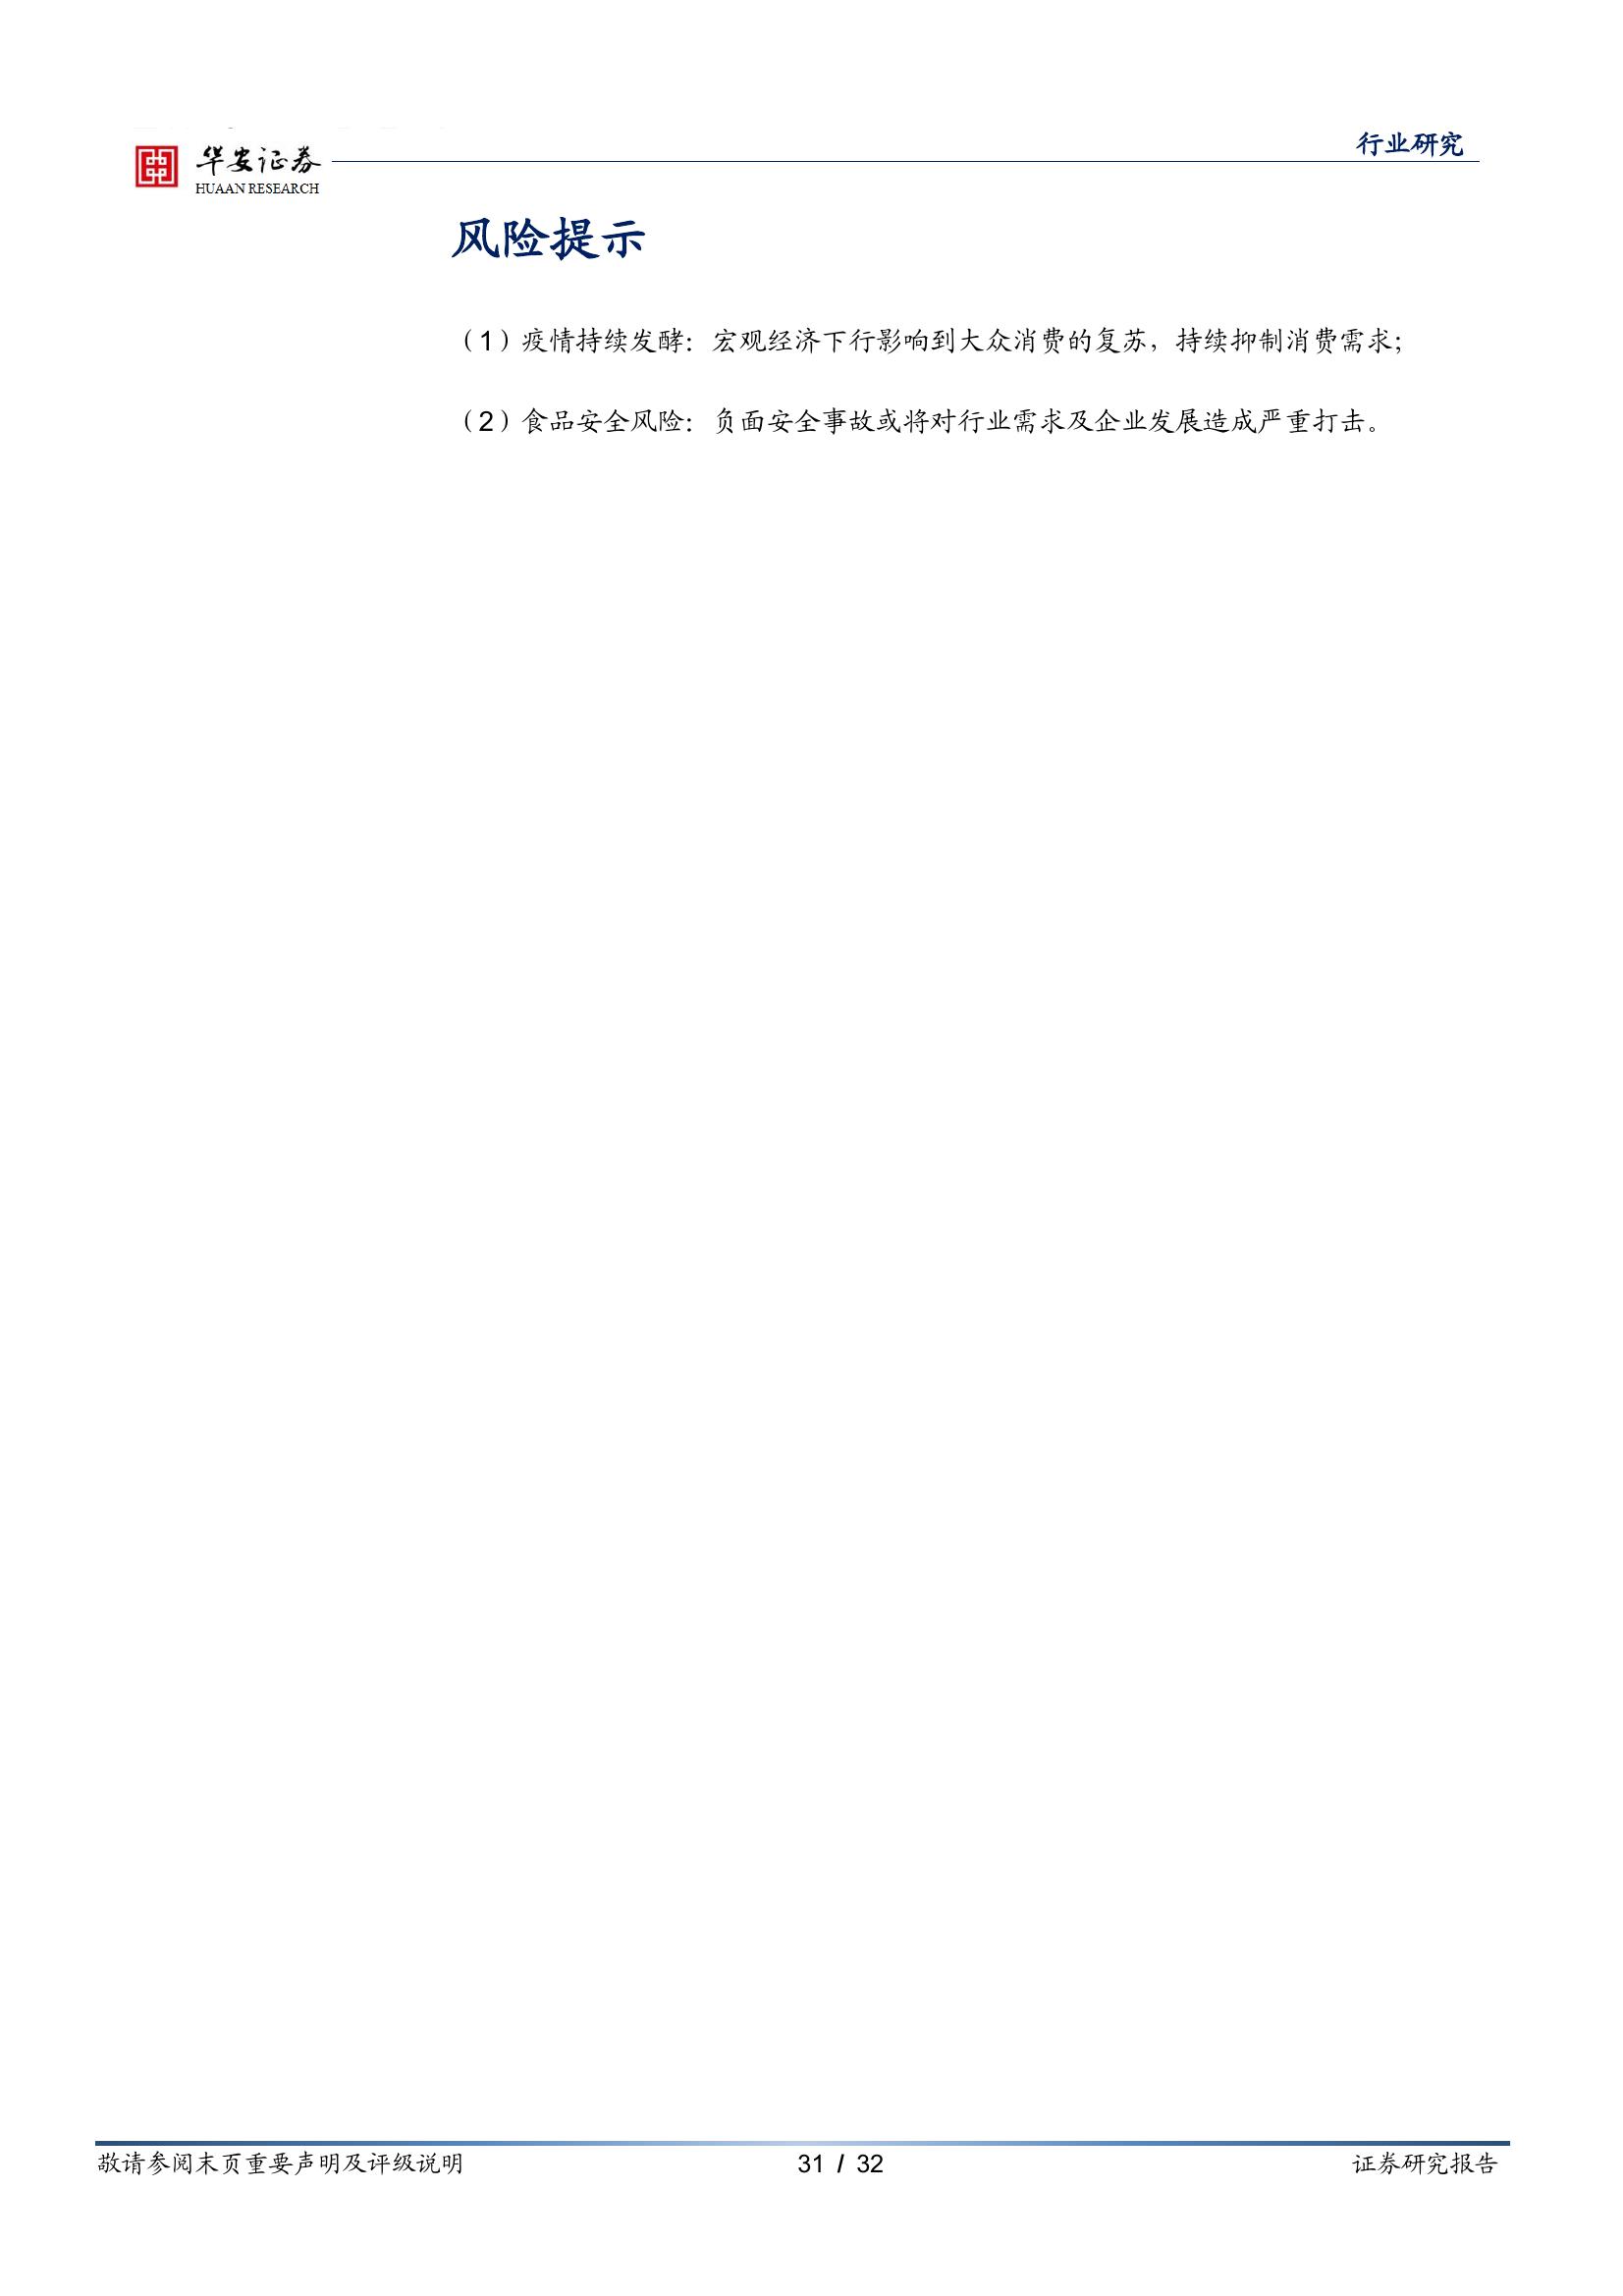 华安证券
HUAAN RESEARCH
行业研究
风险提示
（1）疫情持续发酵：宏观经济下行影响到大众消费的复苏，持续抑制消费需求；
（2）食品安全风险：负面安全事故或将对行业需求及企业发展造成严重打击。
敬请参阅末页重要声明及评级说明
31 / 32
证券研究报告